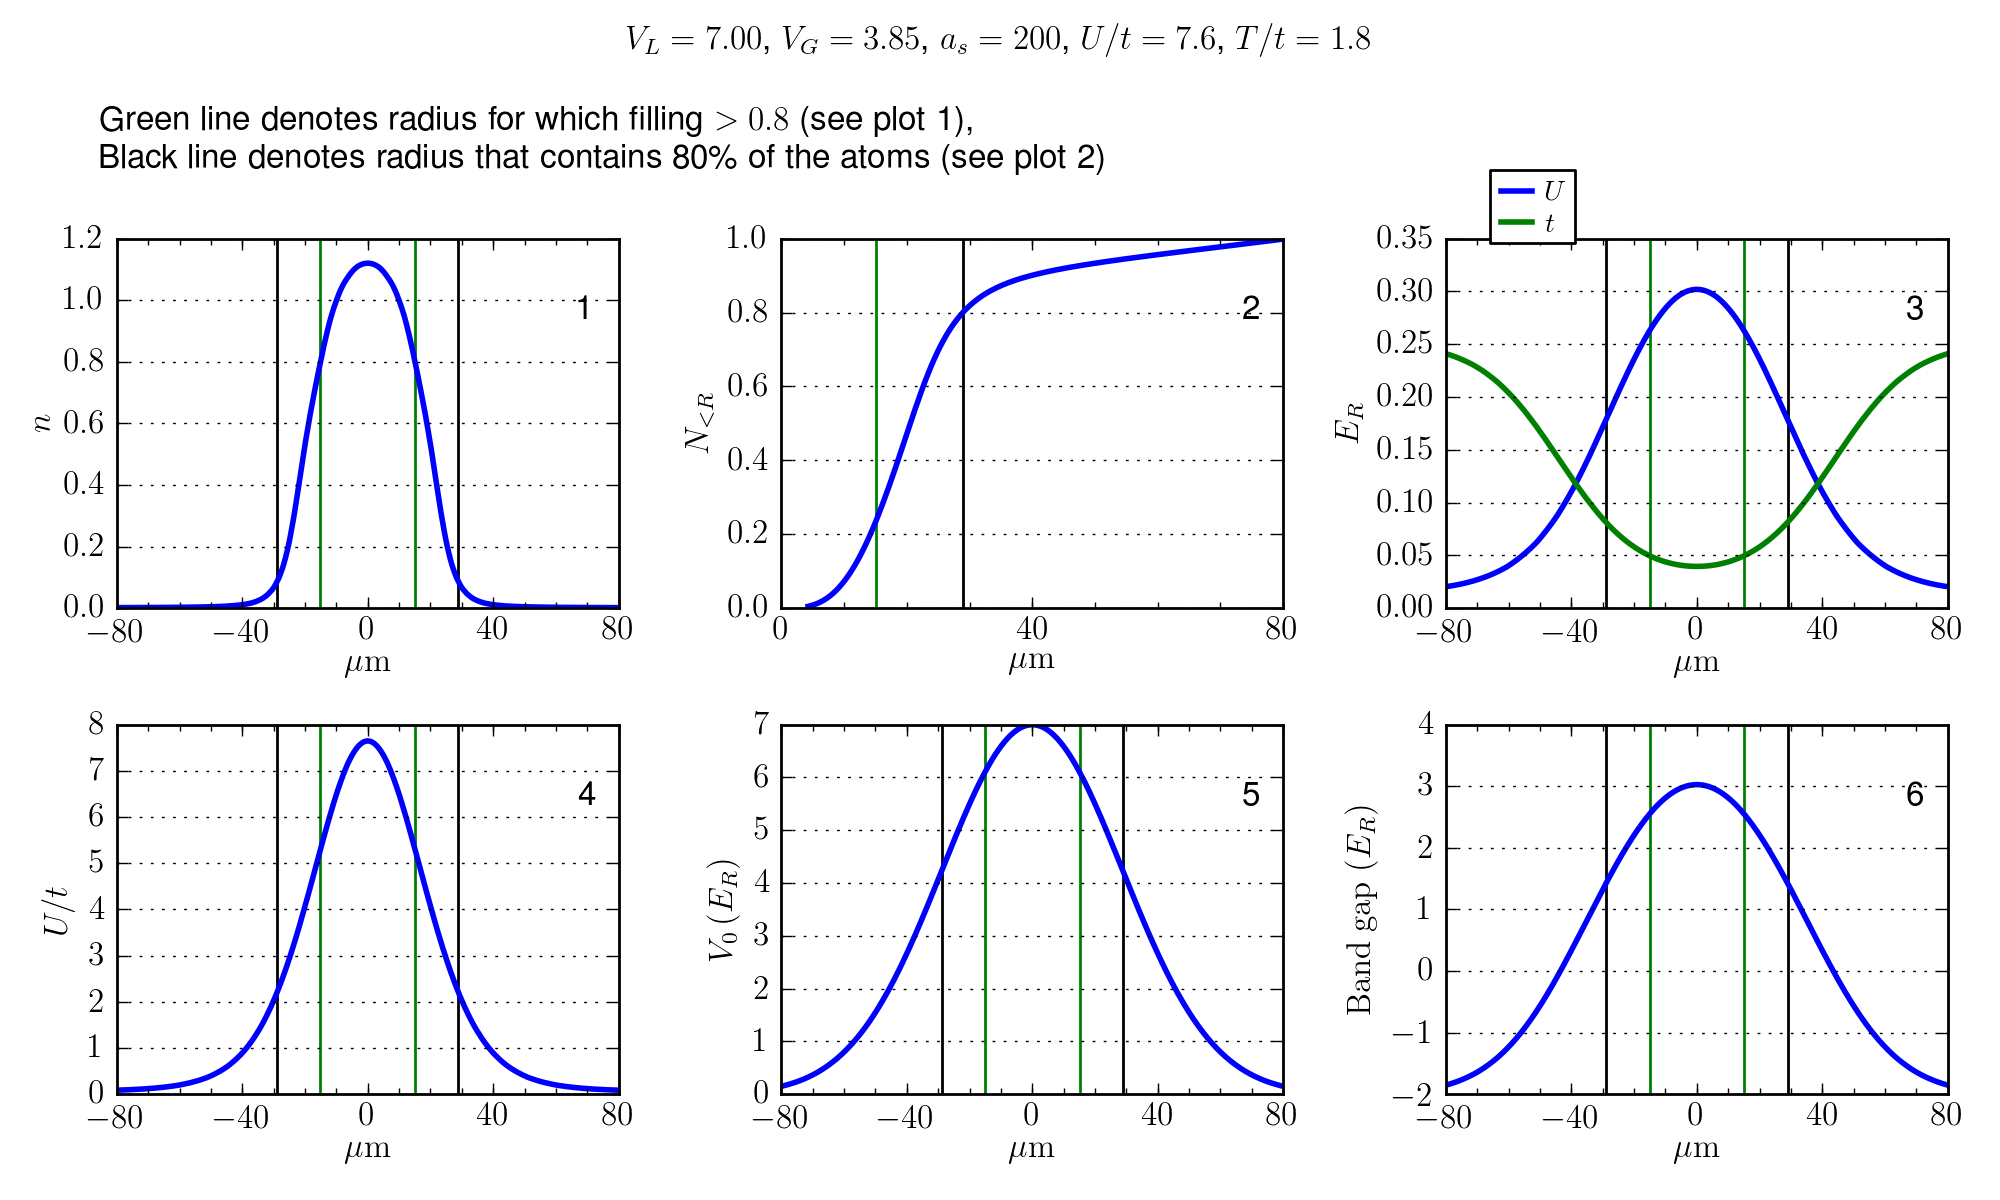 V_L = 7.00, V_G = 3.85, a_s = 200, U/t = 7.6, T/t = 1.8
Green line denotes radius for which filling > 0.8 (see plot 1),
Black line denotes radius that contains 80% of the atoms (see plot 2)
U
t
1.2
1.0
0.8
0.6
0.4
0.2
0.0
n
1
−80 −40 0 40 80
μm
1.0
0.8
0.6
0.4
0.2
0.0
N_{<R}
2
0 40 80
μm
0.35
0.30
0.25
0.20
0.15
0.10
0.05
0.00
E_R
3
−80 −40 0 40 80
μm
8
7
6
5
4
3
2
1
0
U/t
4
−80 −40 0 40 80
μm
7
6
5
4
3
2
1
0
V_0 (E_R)
5
−80 −40 0 40 80
μm
4
3
2
1
0
−1
−2
Band gap (E_R)
6
−80 −40 0 40 80
μm